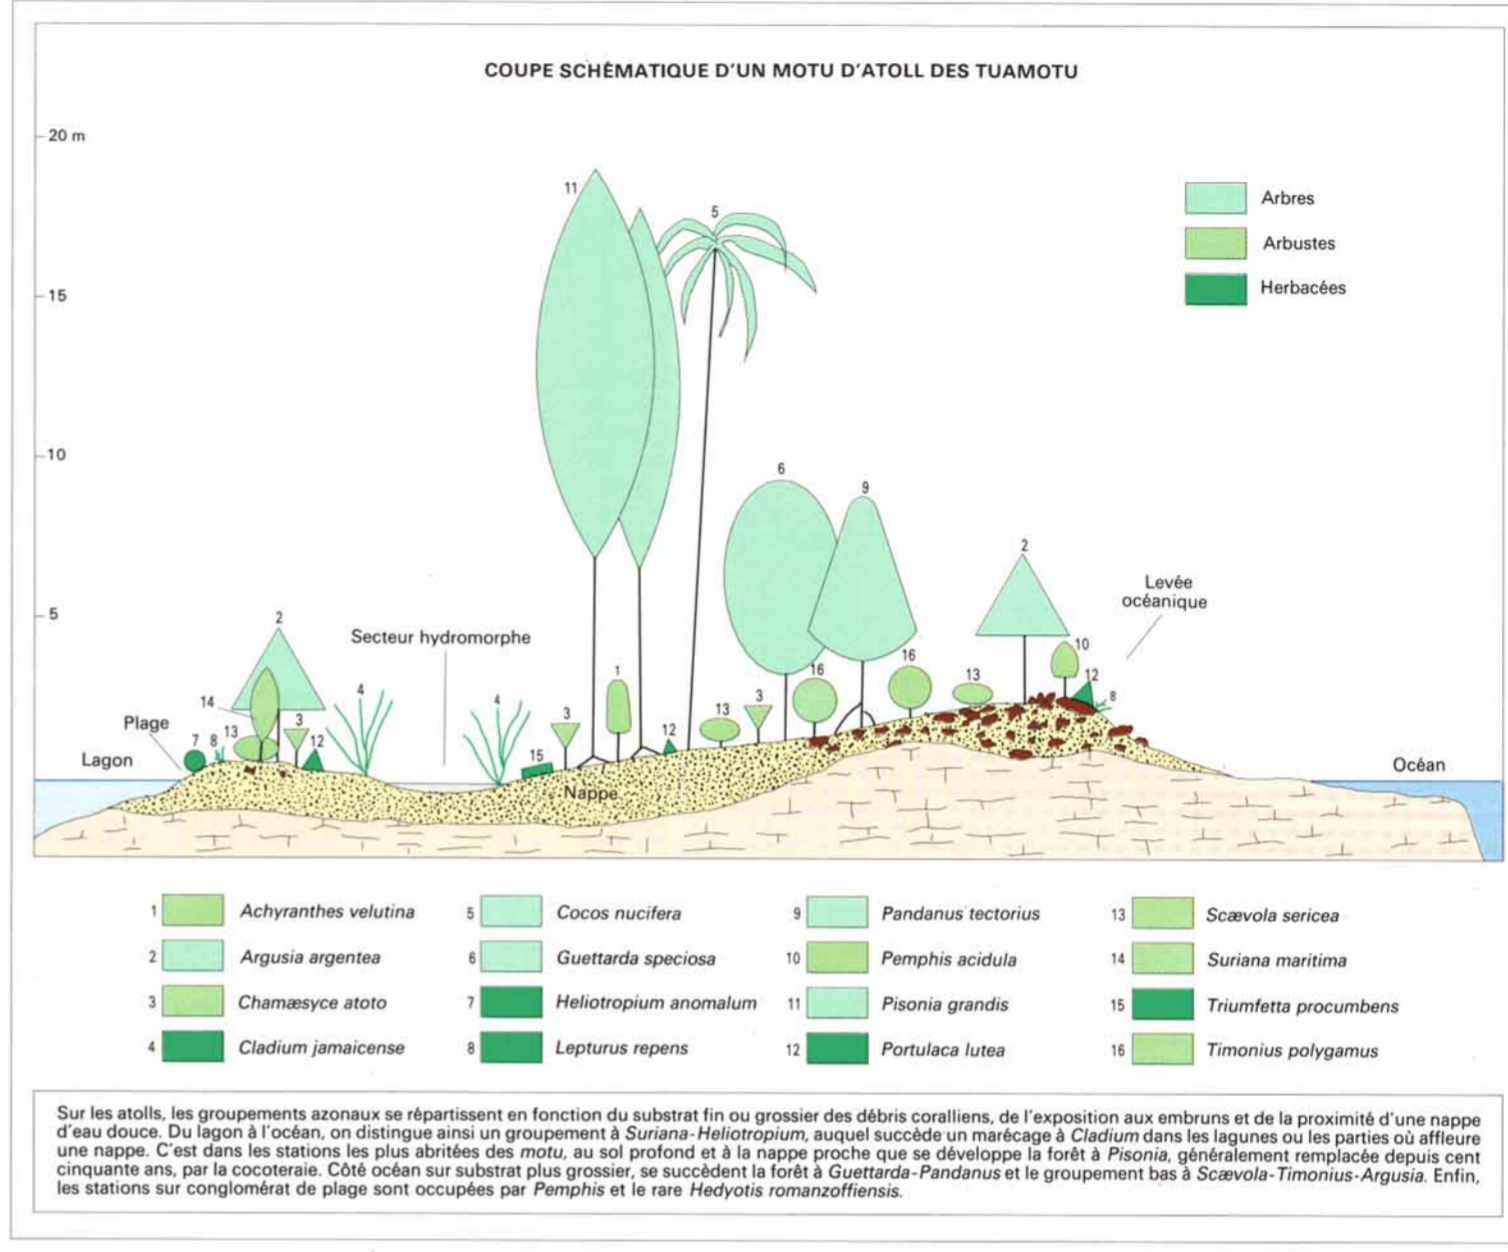 COUPE SCHÉMATIQUE D'UN MOTU D'ATOLL DES TUAMOTU
20 m
15
10
5
Arbres
Arbustes
Herbacées
11
5
6
9
2
Levée
océanique
10
12
8
2
Secteur hydromorphe
14
Plage
Lagon
7
8
13
3
12
4
4
15
3
1
12
13
3
16
16
13
Nappe
Océan
1 Achyranthes velutina
2 Argusia argentea
3 Chamæsyce atoto
4 Cladium jamaicense
5 Cocos nucifera
6 Guettarda speciosa
7 Heliotropium anomalum
8 Lepturus repens
9 Pandanus tectorius
10 Pemphis acidula
11 Pisonia grandis
12 Portulaca lutea
13 Scævola sericea
14 Suriana maritima
15 Triumfetta procumbens
16 Timonius polygamus
Sur les atolls, les groupements azonaux se répartissent en fonction du substrat fin ou grossier des débris coralliens, de l'exposition aux embruns et de la proximité d'une nappe
d'eau douce. Du lagon à l'océan, on distingue ainsi un groupement à Suriana-Heliotropium, auquel succède un marécage à Cladium dans les lagunes ou les parties où affleure
une nappe. C'est dans les stations les plus abritées des motu, au sol profond et à la nappe proche que se développe la forêt à Pisonia, généralement remplacée depuis cent
cinquante ans, par la cocoteraie. Côté océan sur substrat plus grossier, se succèdent la forêt à Guettarda-Pandanus et le groupement bas à Scævola-Timonius-Argusia. Enfin,
les stations sur conglomérat de plage sont occupées par Pemphis et le rare Hedyotis romanzoffiensis.